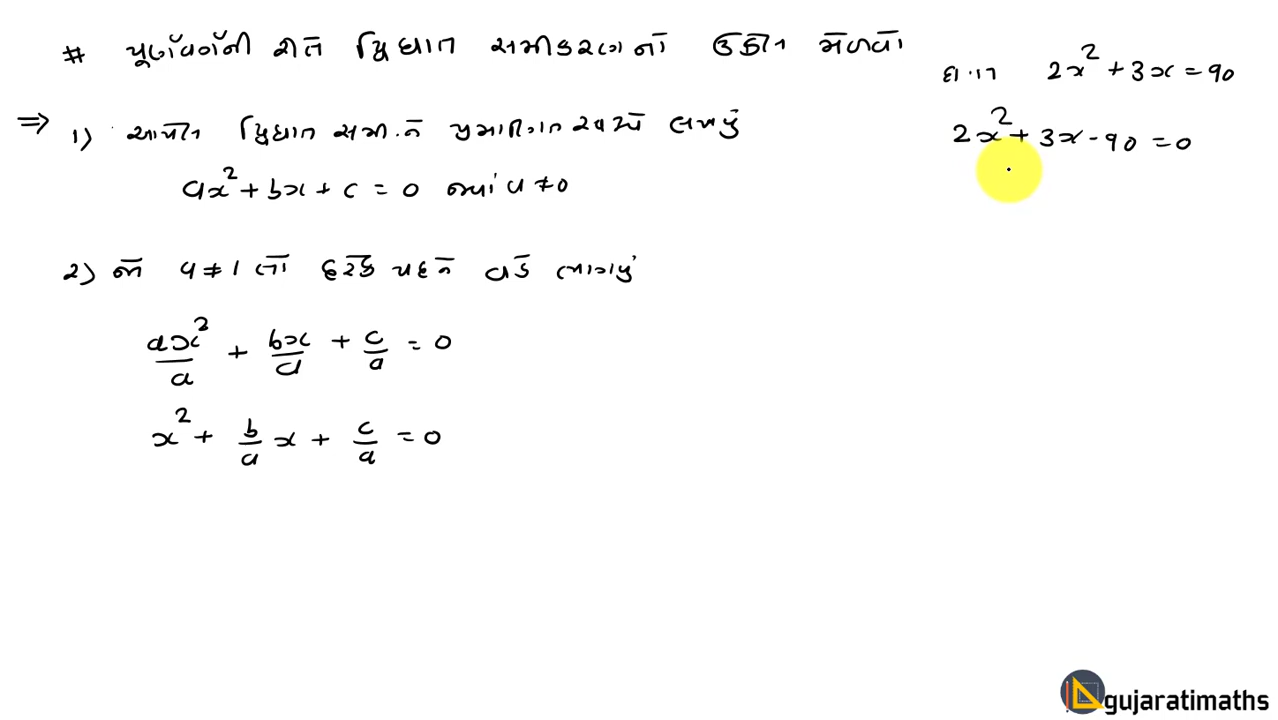 # પૂર્ણવર્ગની રીતે દ્વિઘાત સમીકરણનો ઉકેલ મેળવવો
⇒ 1) આપેલ દ્વિઘાત સમી.ને પ્રમાણિત સ્વરૂપે લખવું
ax² + bx + c = 0 જ્યાં a ≠ 0
2) જો a ≠ 1 તો દરેક પદને વડે ભાગવું
ax²/a + bx/a + c/a = 0
x² + b/a x + c/a = 0
ઘા.ત 2x² + 3x = 90
2x² + 3x - 90 = 0
gujaratimaths